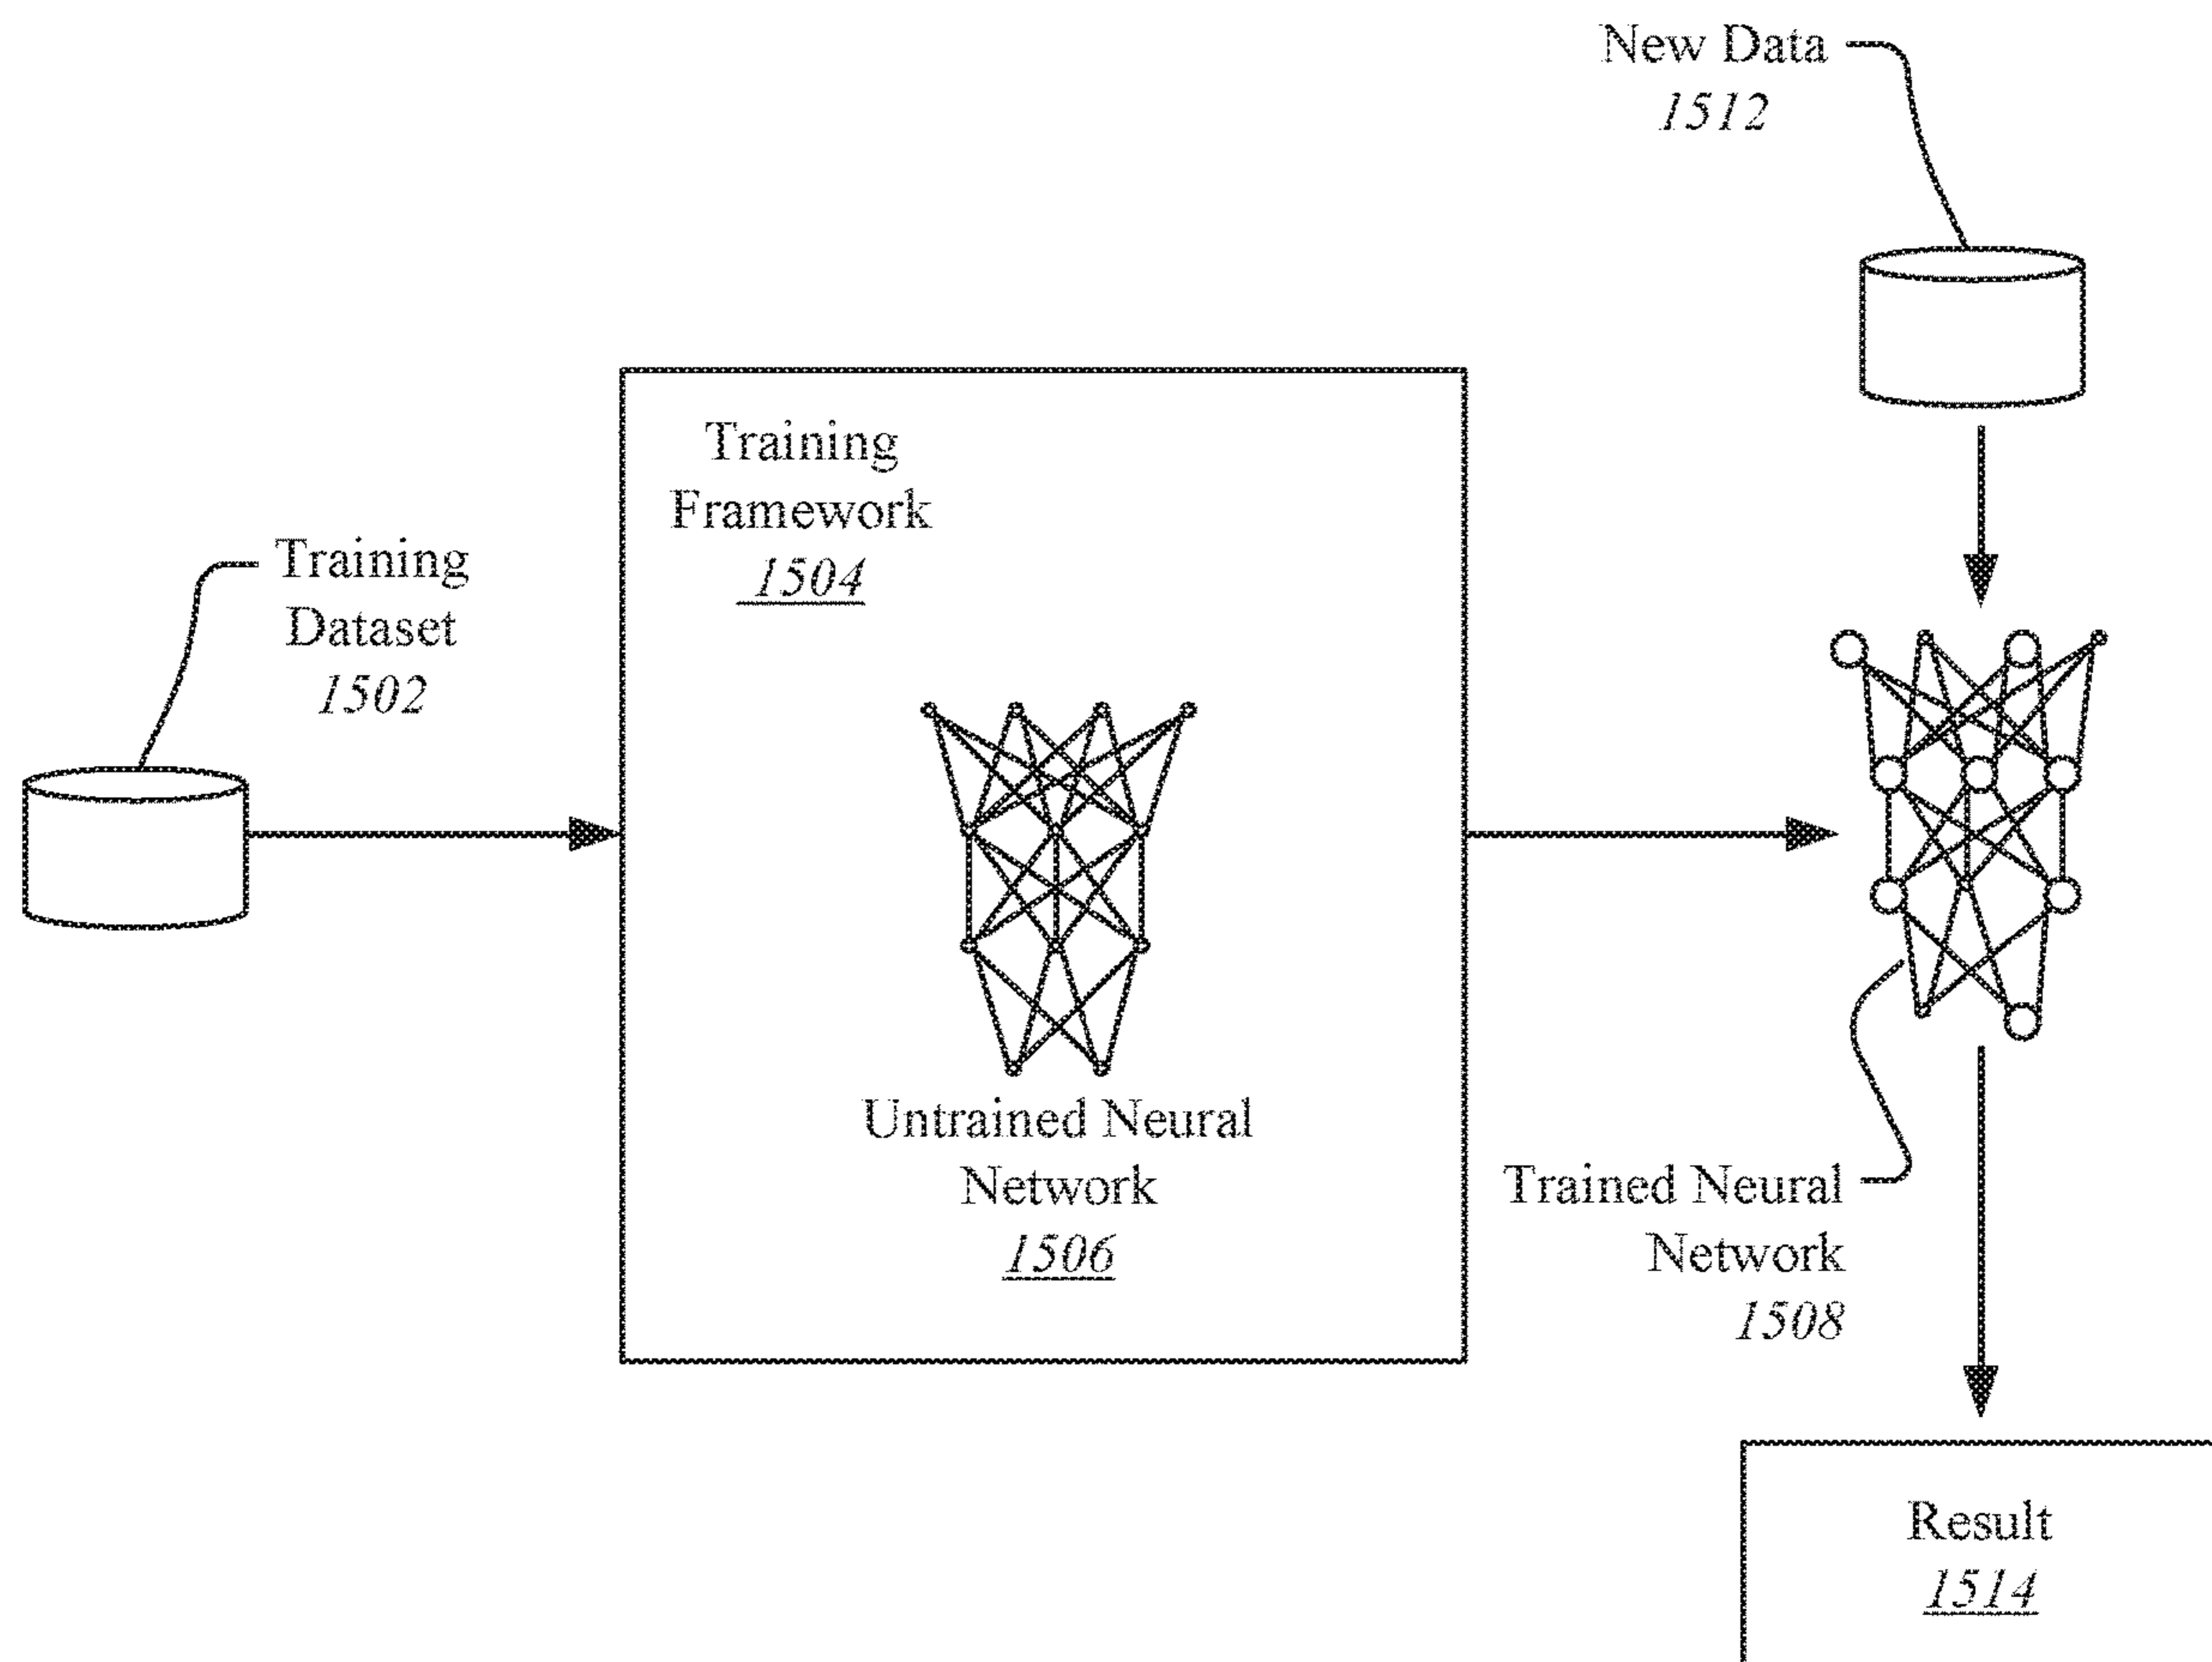 New Data
1512
Training
Framework
1504
Training
Dataset
1502
Untrained Neural
Network
1506
Trained Neural
Network
1508
Result
1514